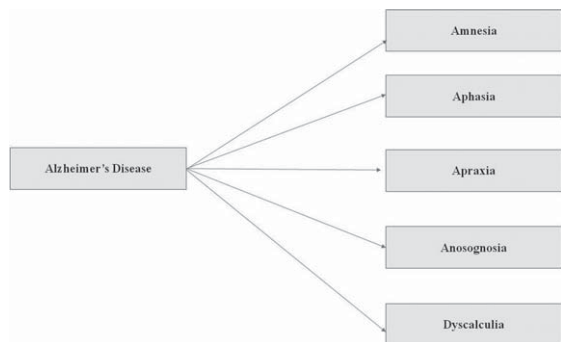 Amnesia
Aphasia
Alzheimer's Disease
Apraxia
Anosognosia
Dyscalculia